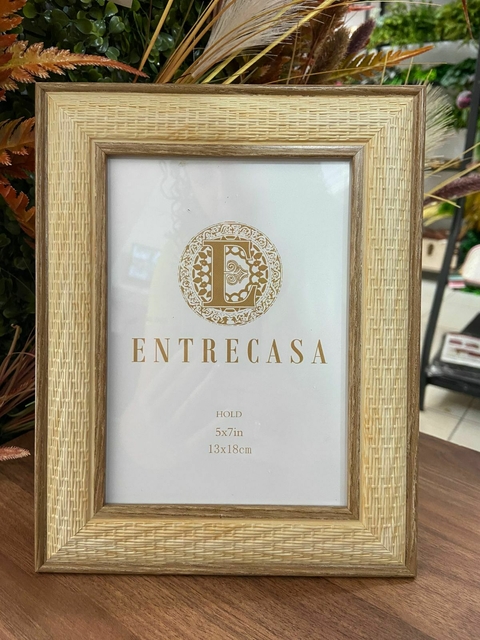 E
ENTRECASA
HOLD
5x7in
13x18cm